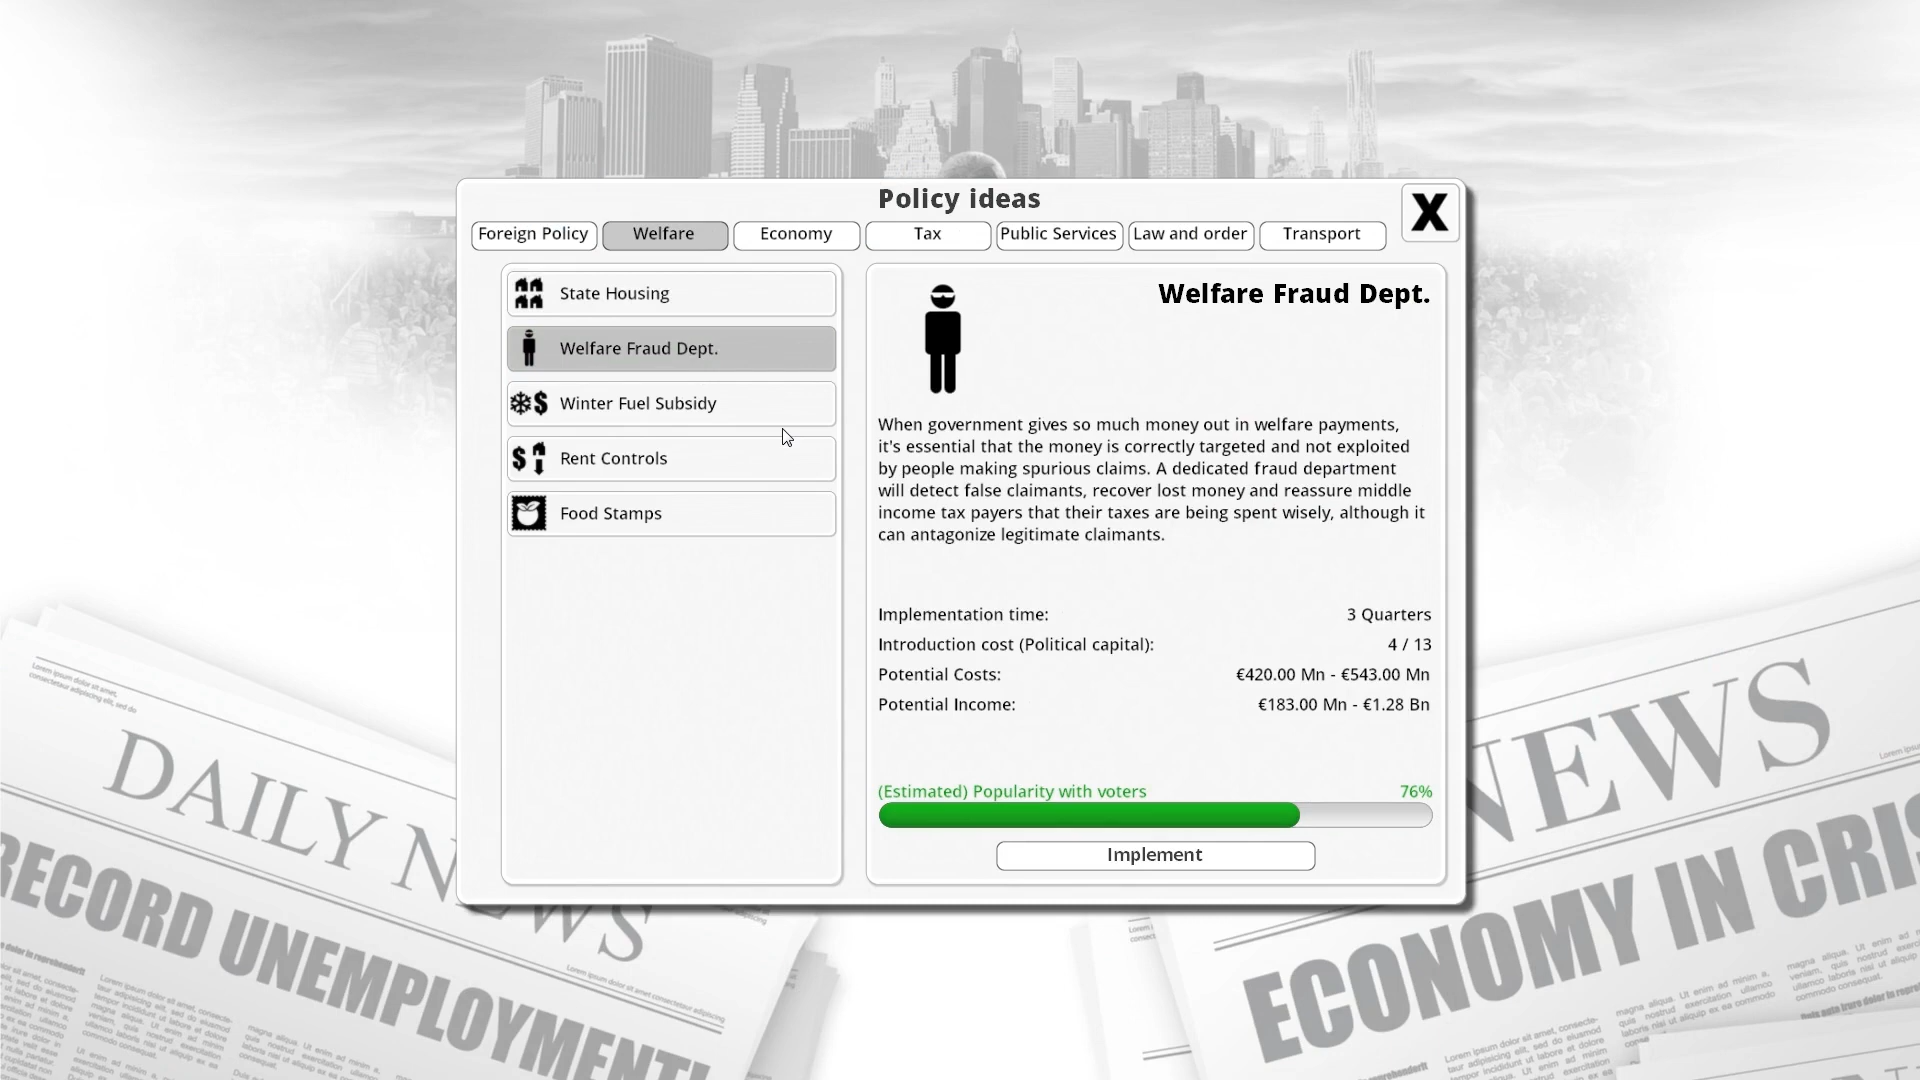 Policy ideas
X
Foreign Policy
Welfare
Economy
Tax
Public Services
Law and order
Transport
State Housing
Welfare Fraud Dept.
Winter Fuel Subsidy
Rent Controls
Food Stamps
Welfare Fraud Dept.
When government gives so much money out in welfare payments,
it's essential that the money is correctly targeted and not exploited
by people making spurious claims. A dedicated fraud department
will detect false claimants, recover lost money and reassure middle
income tax payers that their taxes are being spent wisely, although it
can antagonize legitimate claimants.
Implementation time: 3 Quarters
Introduction cost (Political capital): 4 / 13
Potential Costs: €420.00 Mn - €543.00 Mn
Potential Income: €183.00 Mn - €1.28 Bn
(Estimated) Popularity with voters 76%
Implement
DAILY NEWS
RECORD UNEMPLOYMENT!
NEWS
ECONOMY IN CRIS